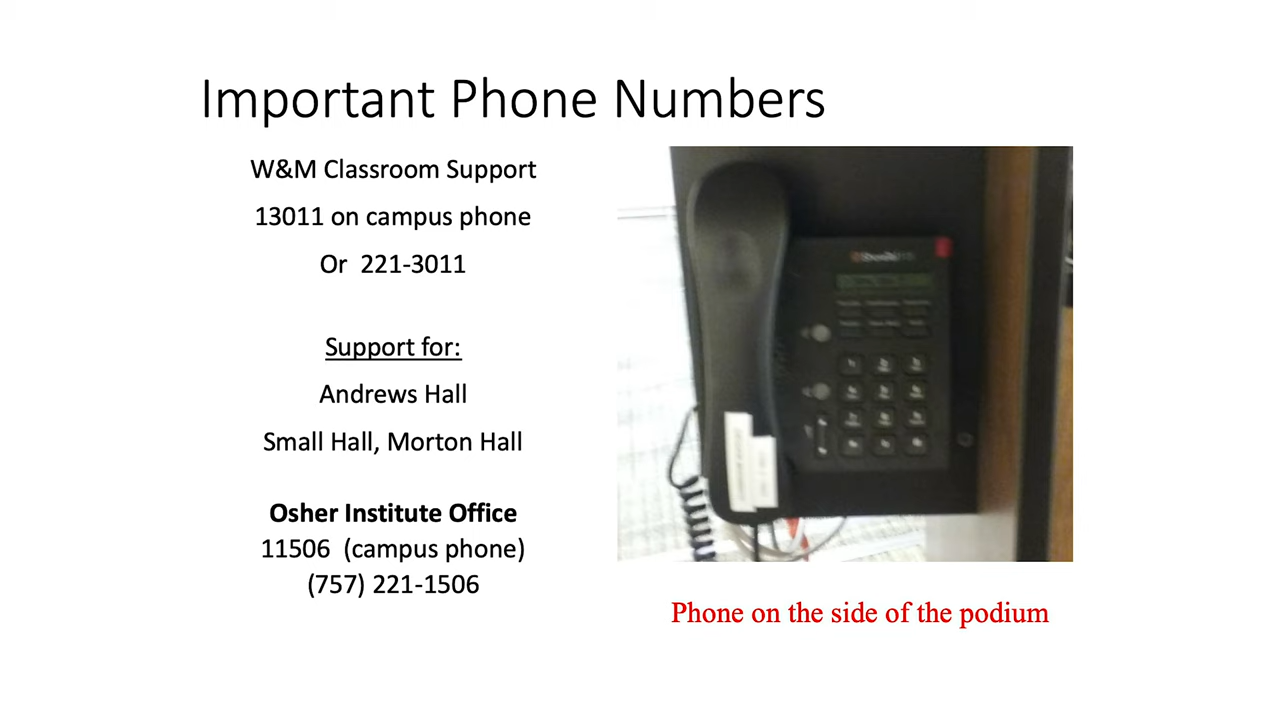 Important Phone Numbers
W&M Classroom Support
13011 on campus phone
Or 221-3011
Support for:
Andrews Hall
Small Hall, Morton Hall
Osher Institute Office
11506 (campus phone)
(757) 221-1506
Phone on the side of the podium